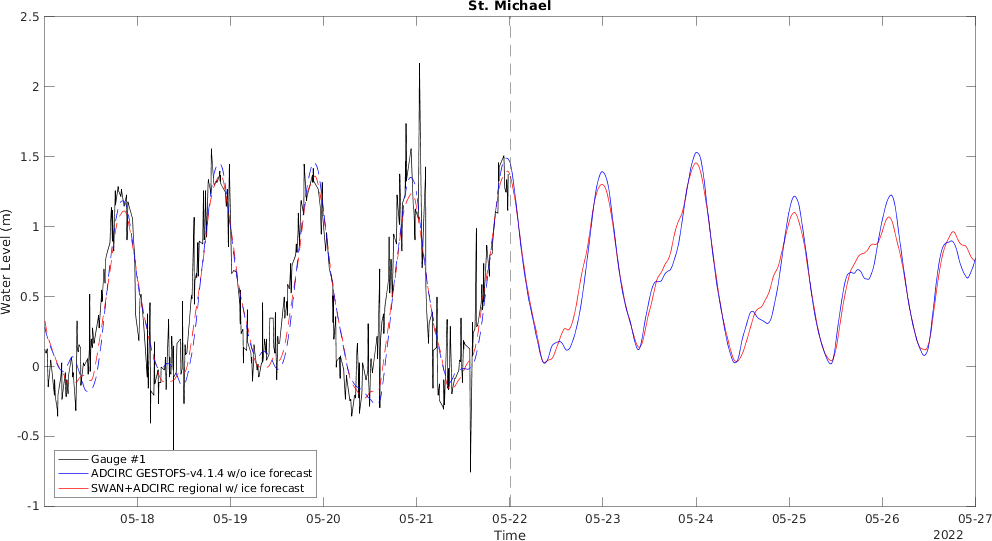 St. Michael
2.5
2
1.5
1
0.5
0
-0.5
-1
Water Level (m)
Gauge #1
ADCIRC GESTOFS-v4.1.4 w/o ice forecast
SWAN+ADCIRC regional w/ ice forecast
05-18 05-19 05-20 05-21 05-22 05-23 05-24 05-25 05-26 05-27
Time
2022